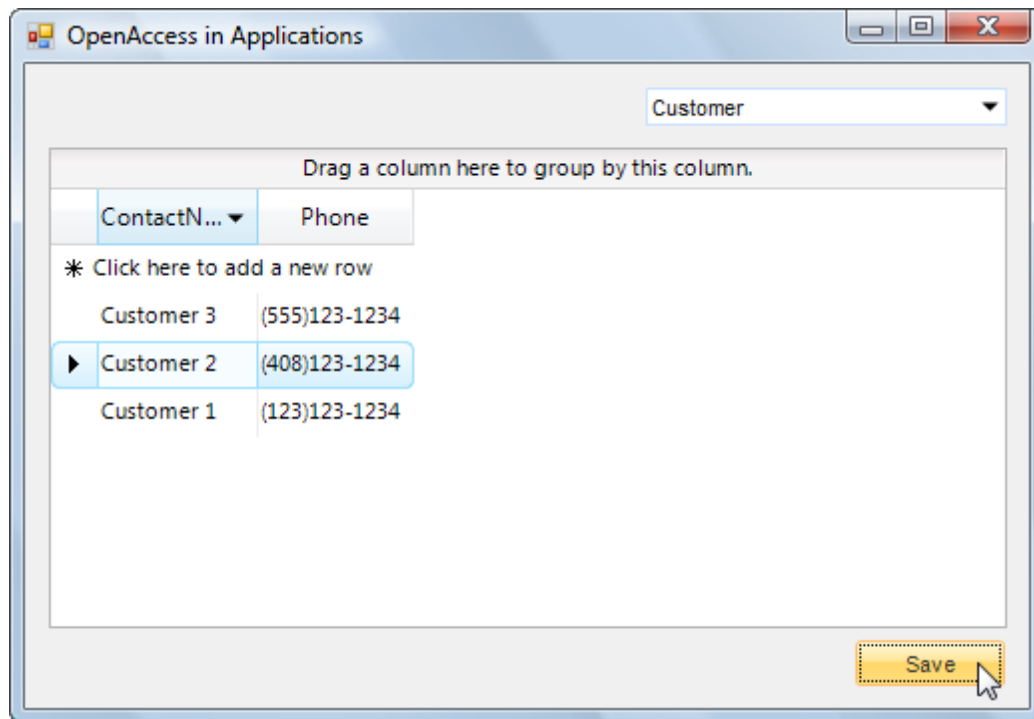 OpenAccess in Applications
Customer
Drag a column here to group by this column.
ContactN... Phone
Click here to add a new row
Customer 3 (555)123-1234
Customer 2 (408)123-1234
Customer 1 (123)123-1234
Save